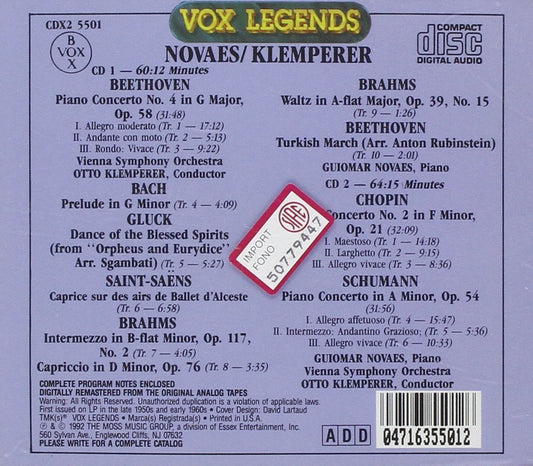 VOX LEGENDS
CDX2 5501
B
VOX
X
COMPACT
disc
DIGITAL AUDIO
NOVAES/KLEMPERER
CD 1 — 60:12 Minutes
BEETHOVEN
Piano Concerto No. 4 in G Major,
Op. 58 (31:48)
I. Allegro moderato (Tr. 1 — 17:12)
II. Andante con moto (Tr. 2 — 5:13)
III. Rondo: Vivace (Tr. 3 — 9:09)
Vienna Symphony Orchestra
OTTO KLEMPERER, Conductor
BACH
Prelude in G Minor (Tr. 4 — 4:09)
GLUCK
Dance of the Blessed Spirits
(from "Orpheus and Eurydice"
Arr. Sgambati) (Tr. 5 — 5:27)
SAINT-SAËNS
Caprice sur des airs de Ballet d'Alceste
(Tr. 6 — 6:58)
BRAHMS
Intermezzo in B-flat Minor, Op. 117,
No. 2 (Tr. 7 — 4:05)
Capriccio in D Minor, Op. 76 (Tr. 8 — 3:35)
BRAHMS
Waltz in A-flat Major, Op. 39, No. 15
(Tr. 9 — 1:26)
BEETHOVEN
Turkish March (Arr. Anton Rubinstein)
(Tr. 10 — 2:01)
GUIOMAR NOVAES, Piano
CD 2 — 64:15 Minutes
CHOPIN
Concerto No. 2 in F Minor,
Op. 21 (32:09)
I. Maestoso (Tr. 1 — 14:18)
II. Larghetto (Tr. 2 — 9:15)
III. Allegro vivace (Tr. 3 — 8:36)
SCHUMANN
Piano Concerto in A Minor, Op. 54
(31:56)
I. Allegro affetuoso (Tr. 4 — 15:47)
II. Intermezzo: Andantino Grazioso; (Tr. 5 — 5:36)
III. Allegro vivace (Tr. 6 — 10:33)
GUIOMAR NOVAES, Piano
Vienna Symphony Orchestra
OTTO KLEMPERER, Conductor
IMPORT
FONO
50779447
COMPLETE PROGRAM NOTES ENCLOSED
DIGITALLY REMASTERED FROM THE ORIGINAL ANALOG TAPES
Warning: All Rights Reserved. Unauthorized duplication is a violation of applicable laws.
First issued on LP in the late 1950s and early 1960s • Cover Design: David Lartaud
TMK(s)® VOX LEGENDS • Marca(s) Registrada(s) • Printed in U.S.A.
℗ & © 1992 THE MOSS MUSIC GROUP, a division of Essex Entertainment, Inc.
560 Sylvan Ave., Englewood Cliffs, NJ 07632
PLEASE WRITE FOR A COMPLETE CATALOG
A D D
04716355012